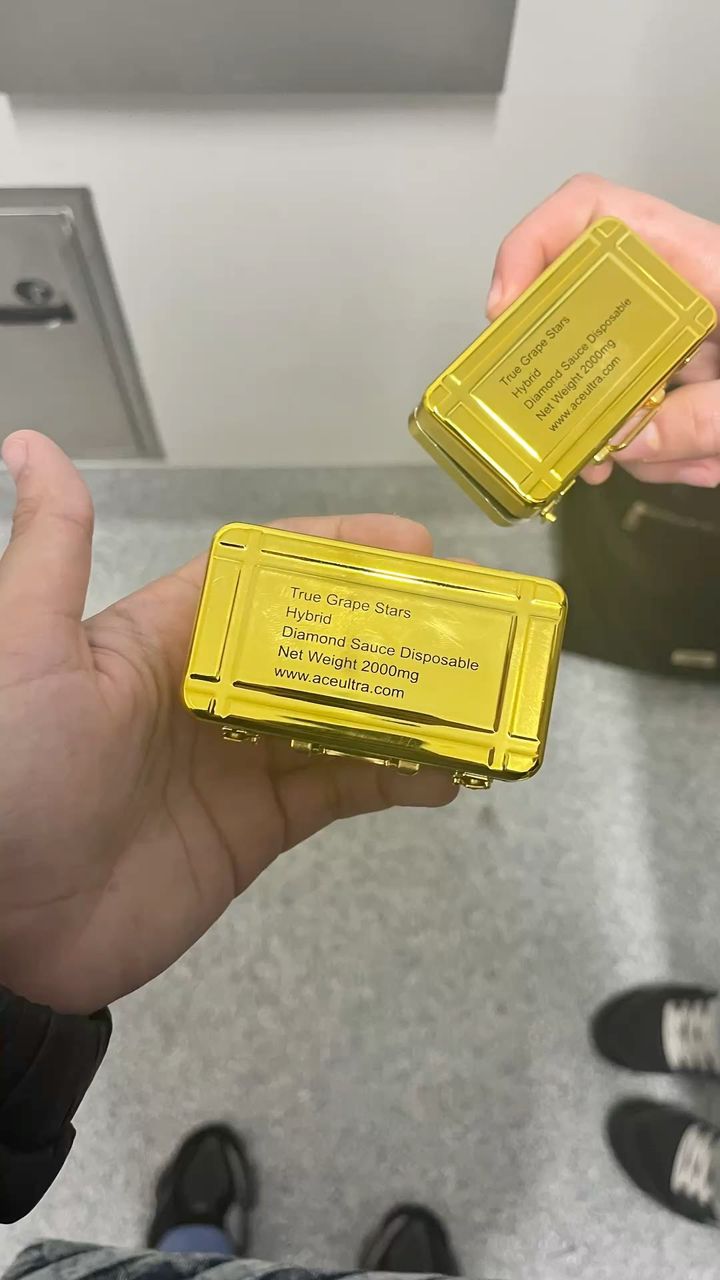 True Grape Stars
Hybrid
Diamond Sauce Disposable
Net Weight 2000mg
www.aceultra.com
True Grape Stars
Hybrid
Diamond Sauce Disposable
Net Weight 2000mg
www.aceultra.com